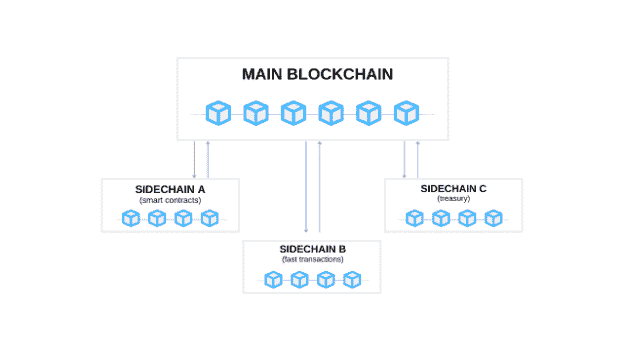 MAIN BLOCKCHAIN
SIDECHAIN A
(smart contracts)
SIDECHAIN B
(fast transactions)
SIDECHAIN C
(treasury)